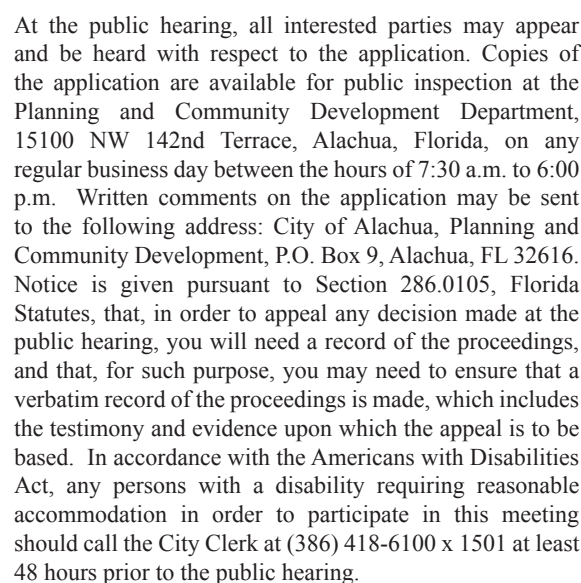 At the public hearing, all interested parties may appear
and be heard with respect to the application. Copies of
the application are available for public inspection at the
Planning and Community Development Department,
15100 NW 142nd Terrace, Alachua, Florida, on any
regular business day between the hours of 7:30 a.m. to 6:00
p.m.  Written comments on the application may be sent
to the following address: City of Alachua, Planning and
Community Development, P.O. Box 9, Alachua, FL 32616.
Notice is given pursuant to Section 286.0105, Florida
Statutes, that, in order to appeal any decision made at the
public hearing, you will need a record of the proceedings,
and that, for such purpose, you may need to ensure that a
verbatim record of the proceedings is made, which includes
the testimony and evidence upon which the appeal is to be
based.  In accordance with the Americans with Disabilities
Act, any persons with a disability requiring reasonable
accommodation in order to participate in this meeting
should call the City Clerk at (386) 418-6100 x 1501 at least
48 hours prior to the public hearing.